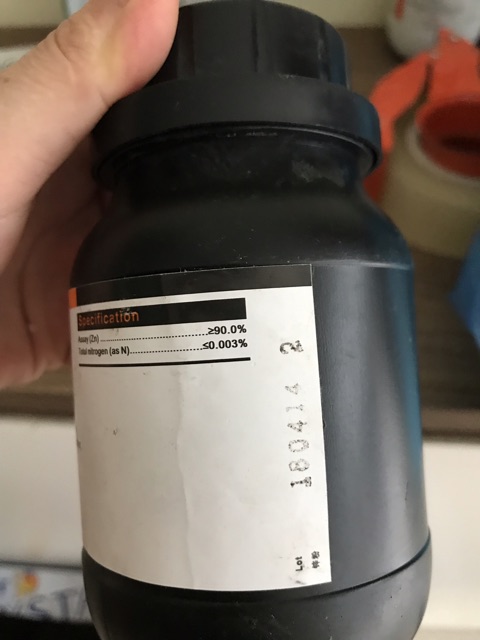 Specification
Assay (Zn)..........................≥90.0%
Total nitrogen (as N)..................≤0.003%
180414 2
Lot